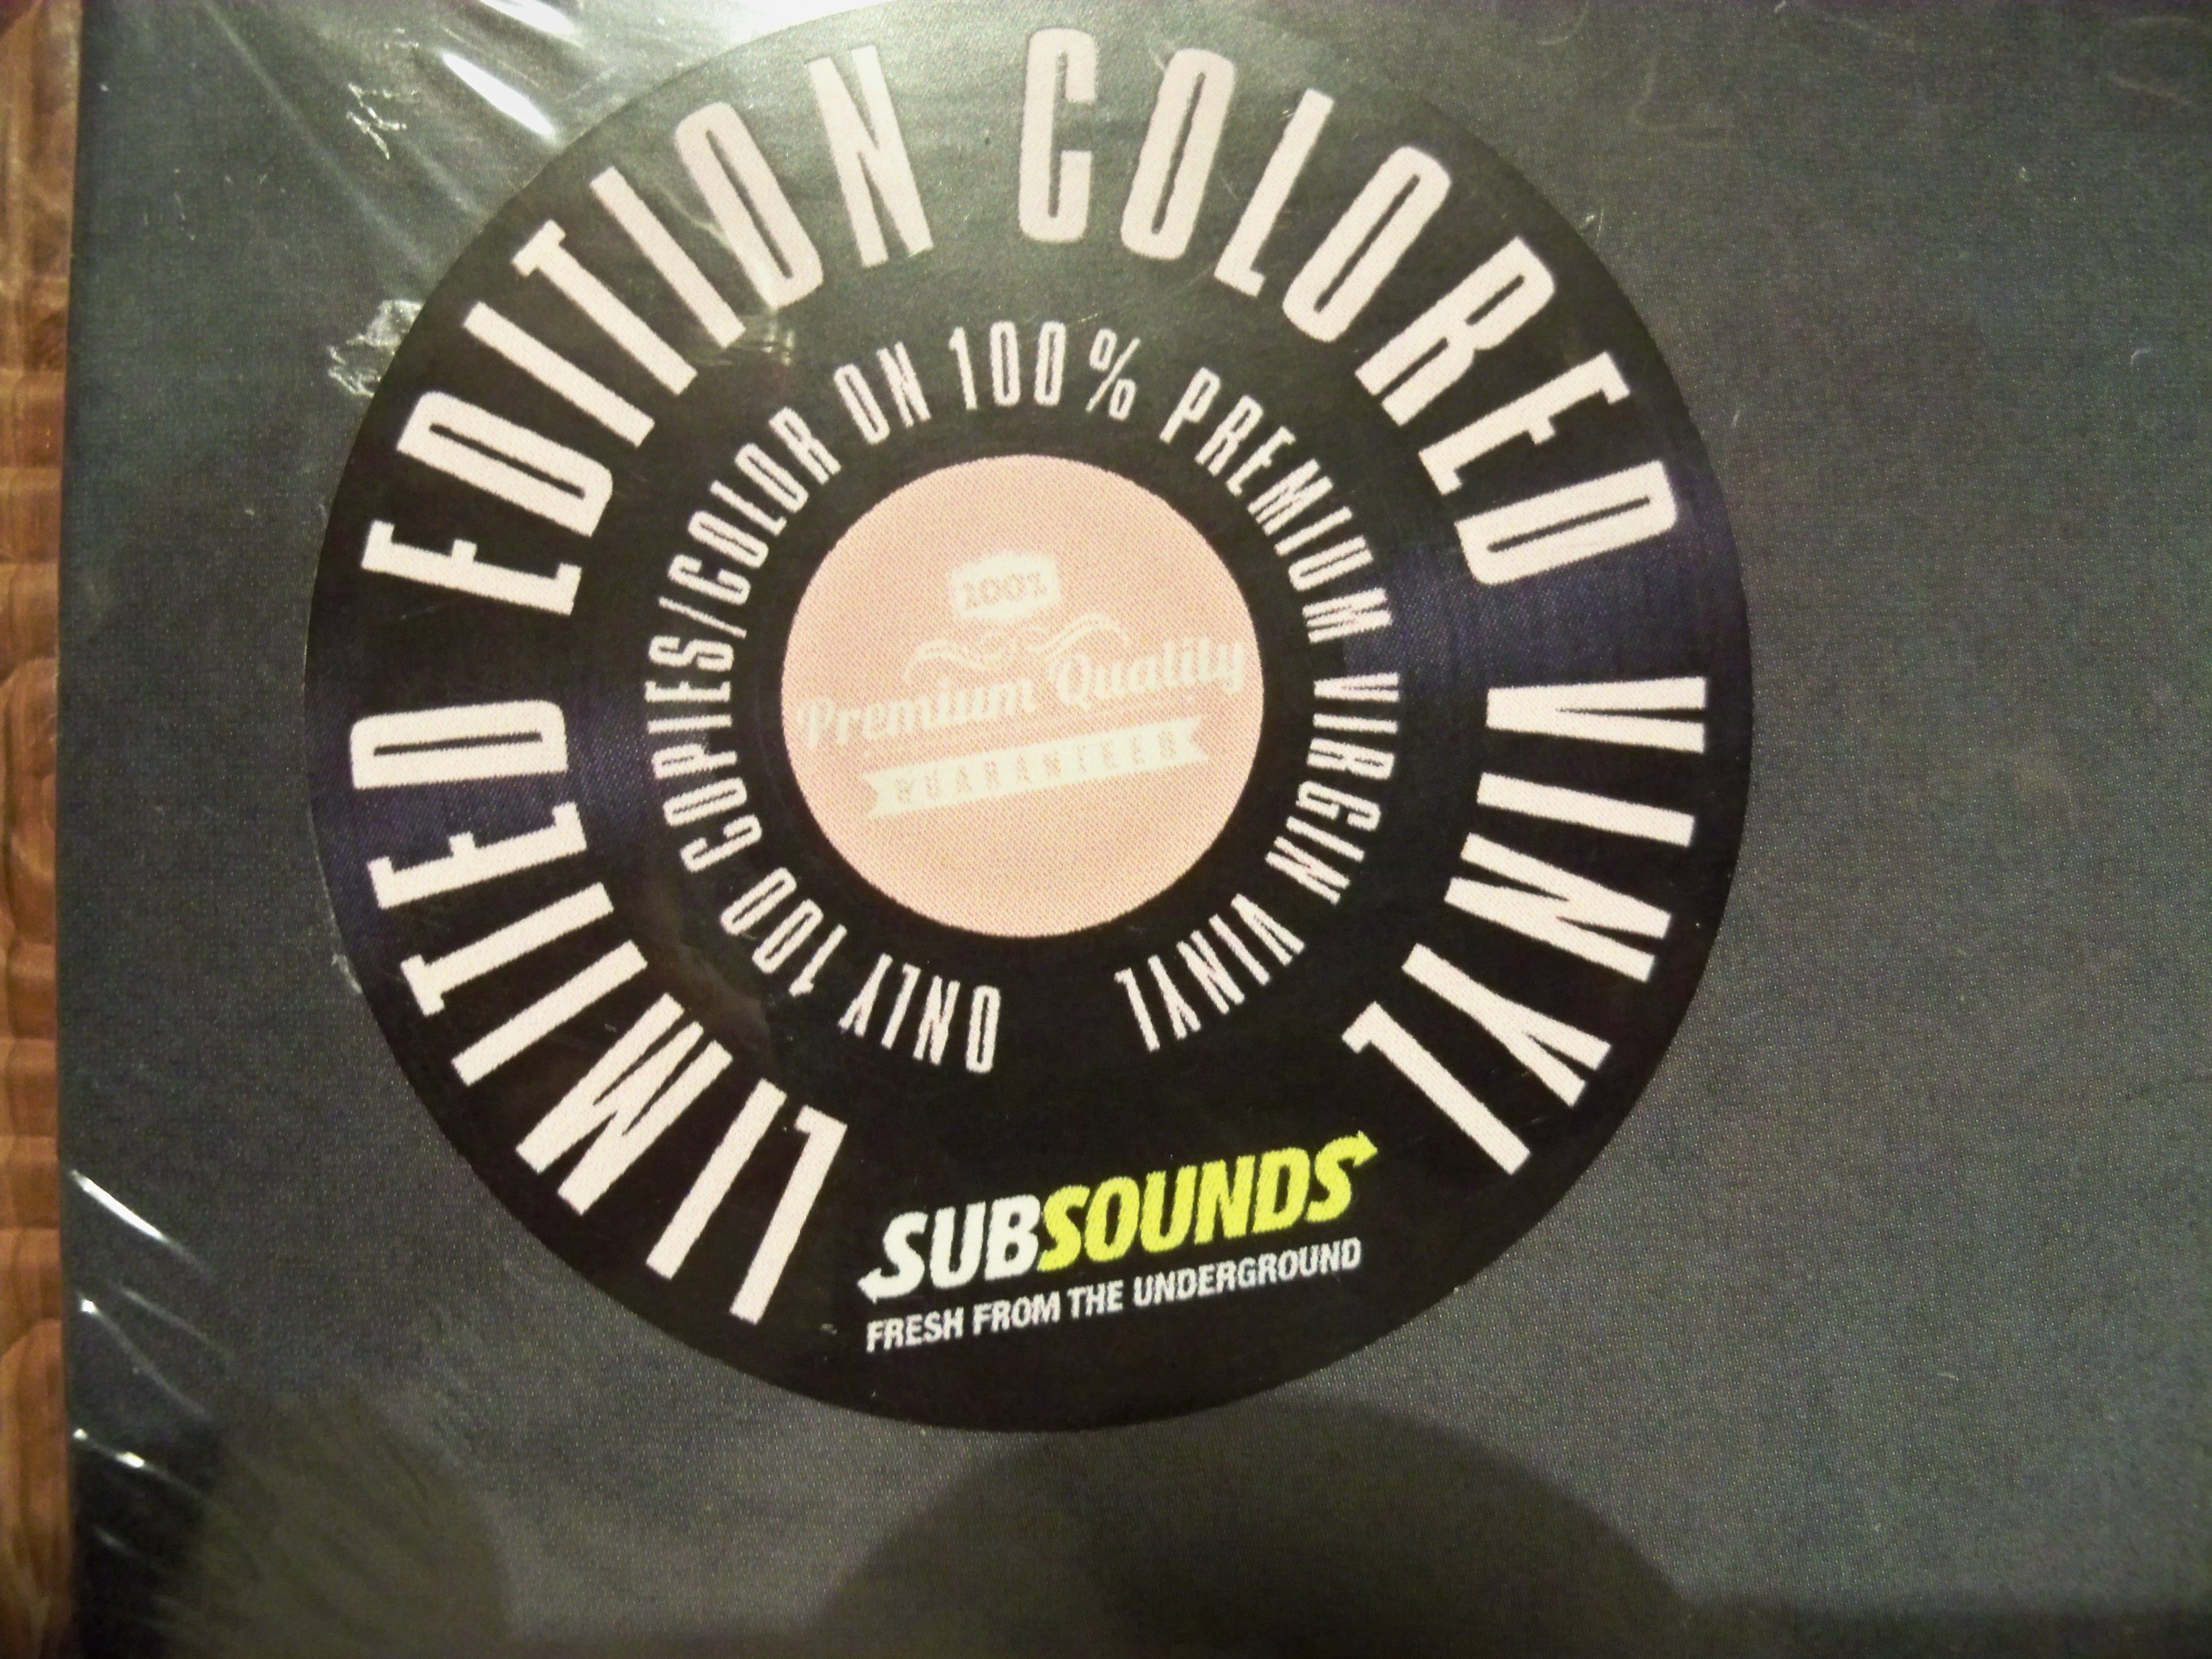 LIMITED EDITION COLORED VINYL
ONLY 100 COPIES/COLOR ON 100% PREMIUM VIRGIN VINYL
100%
Premium Quality
GUARANTEED
SUBSOUNDS
FRESH FROM THE UNDERGROUND